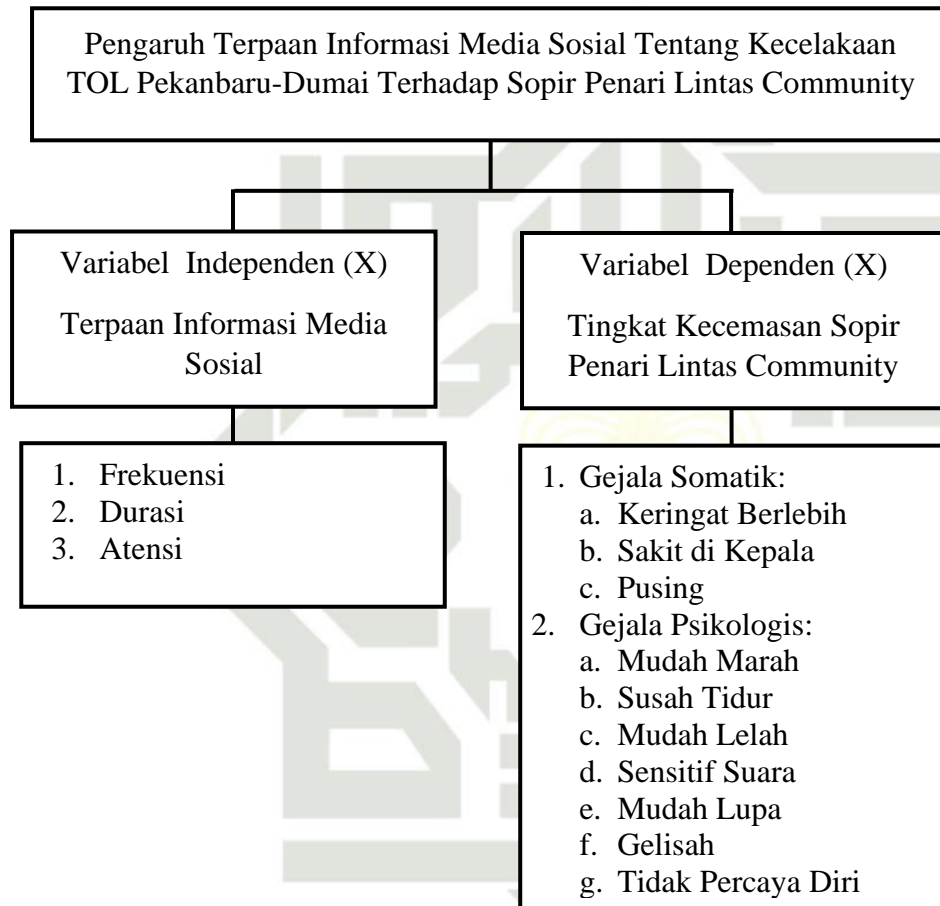 Pengaruh Terpaan Informasi Media Sosial Tentang Kecelakaan
TOL Pekanbaru-Dumai Terhadap Sopir Penari Lintas Community
Variabel Independen (X)
Terpaan Informasi Media
Sosial
Variabel Dependen (X)
Tingkat Kecemasan Sopir
Penari Lintas Community
1. Frekuensi
2. Durasi
3. Atensi
1. Gejala Somatik:
a. Keringat Berlebih
b. Sakit di Kepala
c. Pusing
2. Gejala Psikologis:
a. Mudah Marah
b. Susah Tidur
c. Mudah Lelah
d. Sensitif Suara
e. Mudah Lupa
f. Gelisah
g. Tidak Percaya Diri